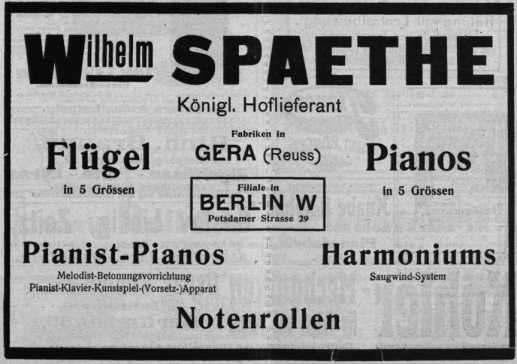 Wilhelm SPAETHE
Königl. Hoflieferant
Fabriken in
GERA (Reuss)
Flügel
in 5 Grössen
Pianos
in 5 Grössen
Filiale in
BERLIN W
Potsdamer Strasse 29
Pianist-Pianos
Melodist-Betonungsvorrichtung
Pianist-Klavier-Kunstspiel-(Vorsetz-)Apparat
Harmoniums
Saugwind-System
Notenrollen